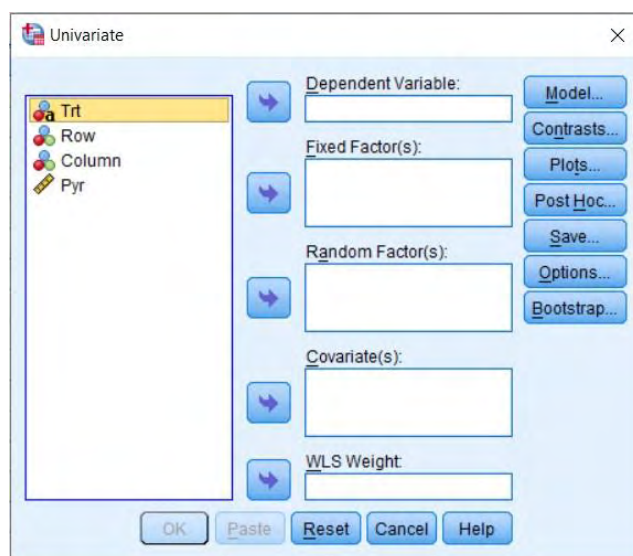 Univariate
Trt
Row
Column
Pyr
Dependent Variable:
Fixed Factor(s):
Random Factor(s):
Covariate(s):
WLS Weight:
Model...
Contrasts...
Plots...
Post Hoc...
Save...
Options...
Bootstrap...
OK
Paste
Reset
Cancel
Help